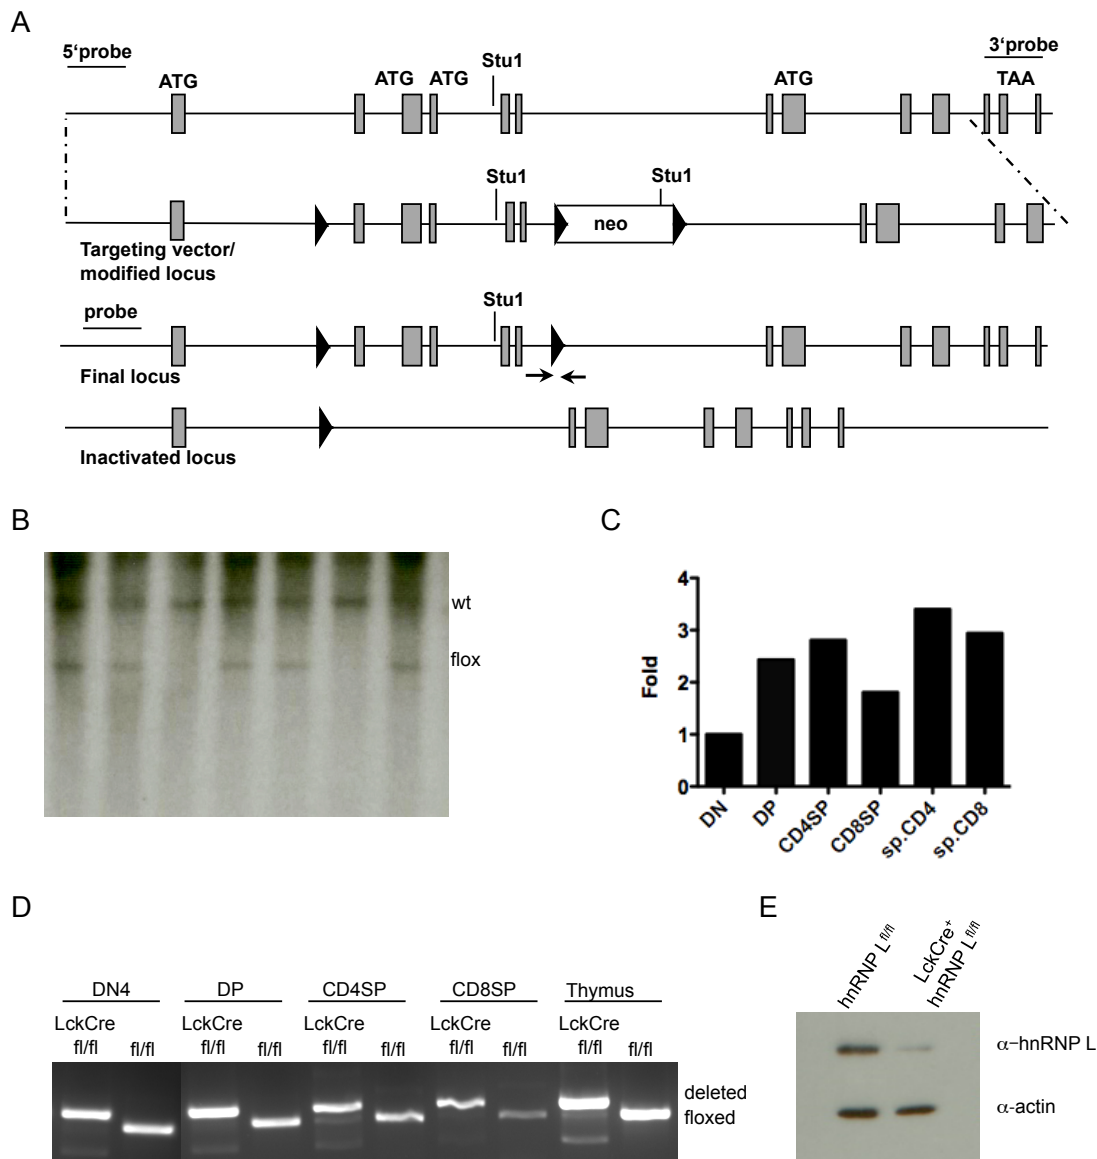 A
5‘probe
3‘probe
Stu1
ATG
ATG
ATG
ATG
TAA
Stu1
Stu1
neo
Targeting vector/
modified locus
probe
Stu1
Final locus
Inactivated locus
B
wt
flox
C
Fold
4
3
2
1
0
DN
DP
CD4SP
CD8SP
sp.CD4
sp.CD8
D
DN4
DP
CD4SP
CD8SP
Thymus
LckCre
LckCre
LckCre
LckCre
LckCre
fl/fl
fl/fl
fl/fl
fl/fl
fl/fl
fl/fl
fl/fl
fl/fl
fl/fl
fl/fl
deleted
floxed
E
hnRNP Lfl/fl
LckCre+
hnRNP Lfl/fl
α−hnRNP L
α-actin